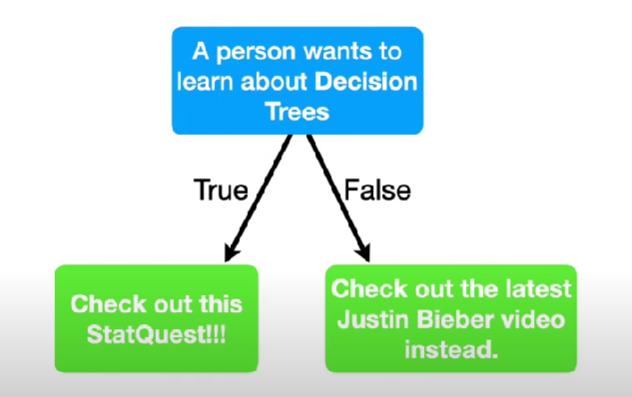 A person wants to
learn about Decision
Trees
True
False
Check out this
StatQuest!!!
Check out the latest
Justin Bieber video
instead.